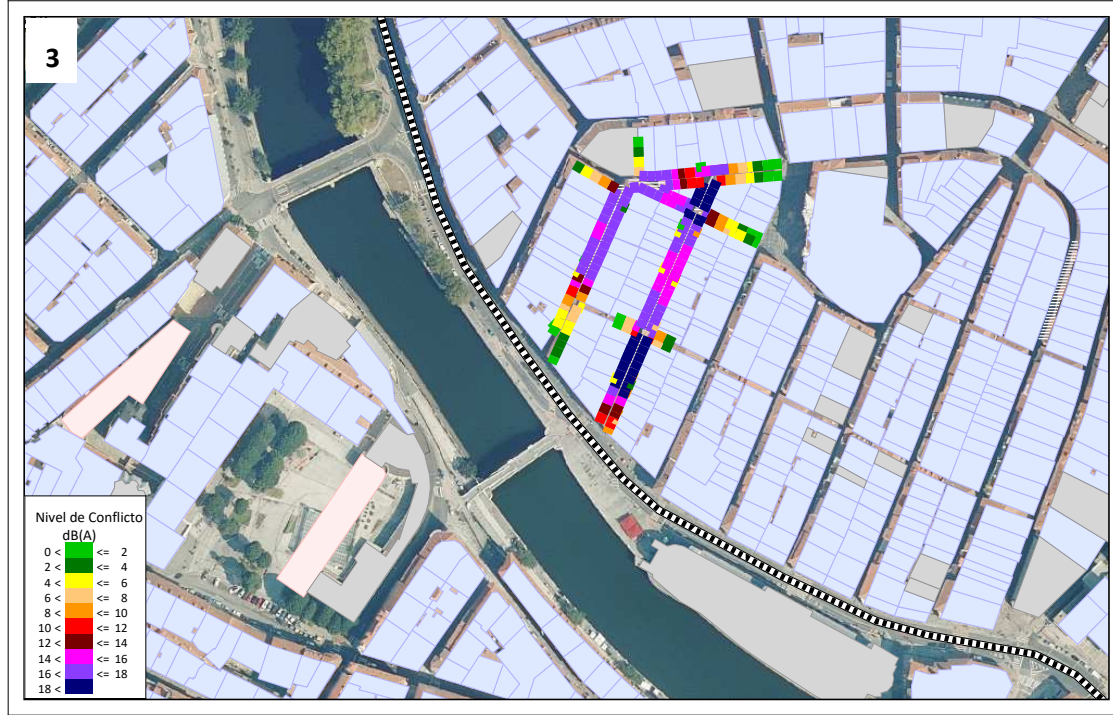 3
Nivel de Conflicto
dB(A)
0 < <= 2
2 < <= 4
4 < <= 6
6 < <= 8
8 < <= 10
10 < <= 12
12 < <= 14
14 < <= 16
16 < <= 18
18 <